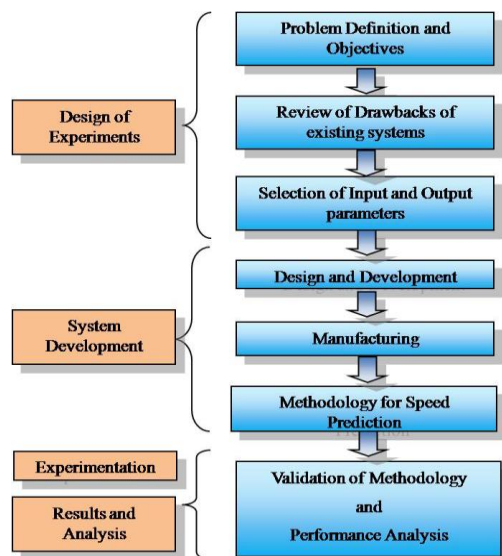 Problem Definition and
Objectives
Design of
Experiments
Review of Drawbacks of
existing systems
Selection of Input and Output
parameters
System
Development
Design and Development
Manufacturing
Methodology for Speed
Prediction
Experimentation
Results and
Analysis
Validation of Methodology
and
Performance Analysis